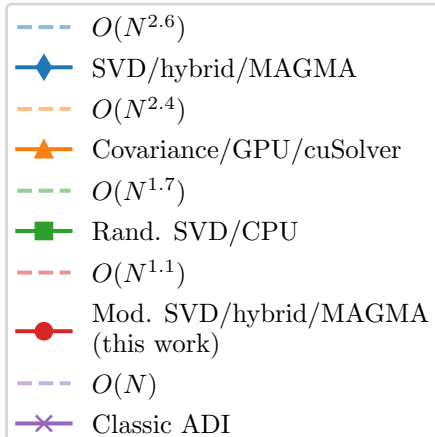 O(N^{2.6})
SVD/hybrid/MAGMA
O(N^{2.4})
Covariance/GPU/cuSolver
O(N^{1.7})
Rand. SVD/CPU
O(N^{1.1})
Mod. SVD/hybrid/MAGMA
(this work)
O(N)
Classic ADI